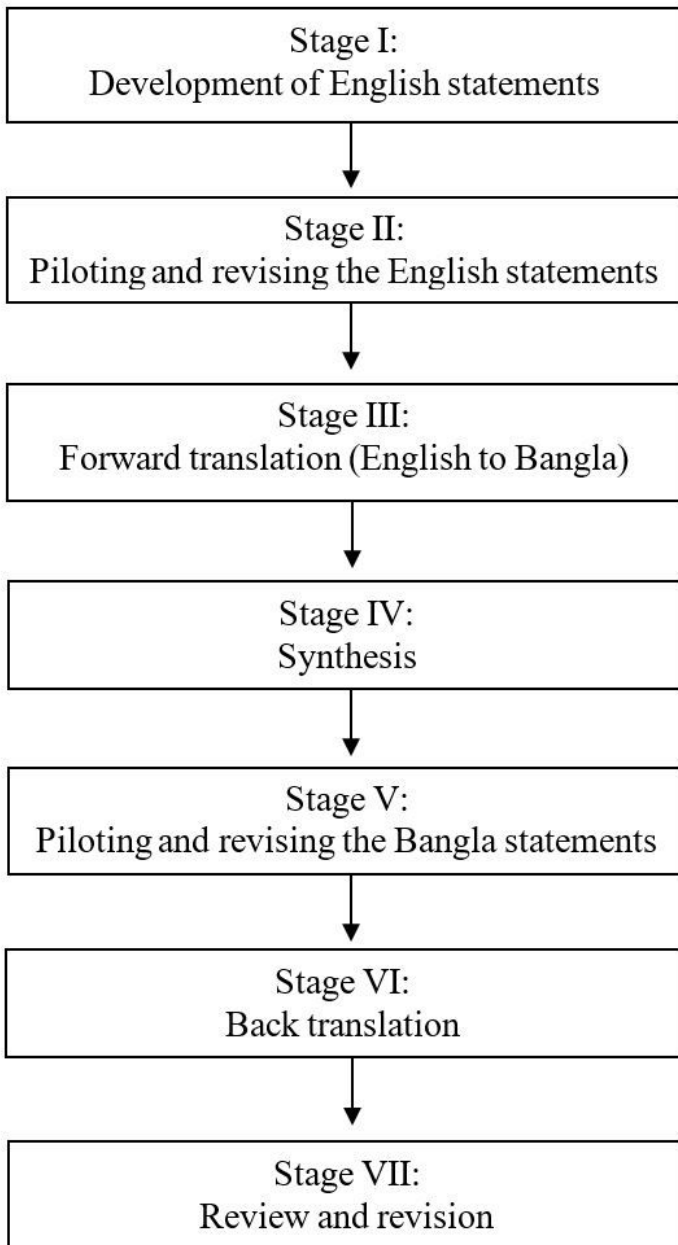 Stage I:
Development of English statements
Stage II:
Piloting and revising the English statements
Stage III:
Forward translation (English to Bangla)
Stage IV:
Synthesis
Stage V:
Piloting and revising the Bangla statements
Stage VI:
Back translation
Stage VII:
Review and revision